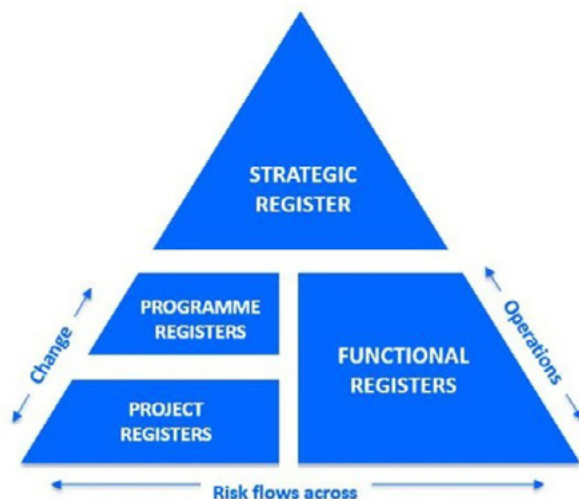 STRATEGIC
REGISTER
PROGRAMME
REGISTERS
FUNCTIONAL
REGISTERS
PROJECT
REGISTERS
Change
Operations
Risk flows across